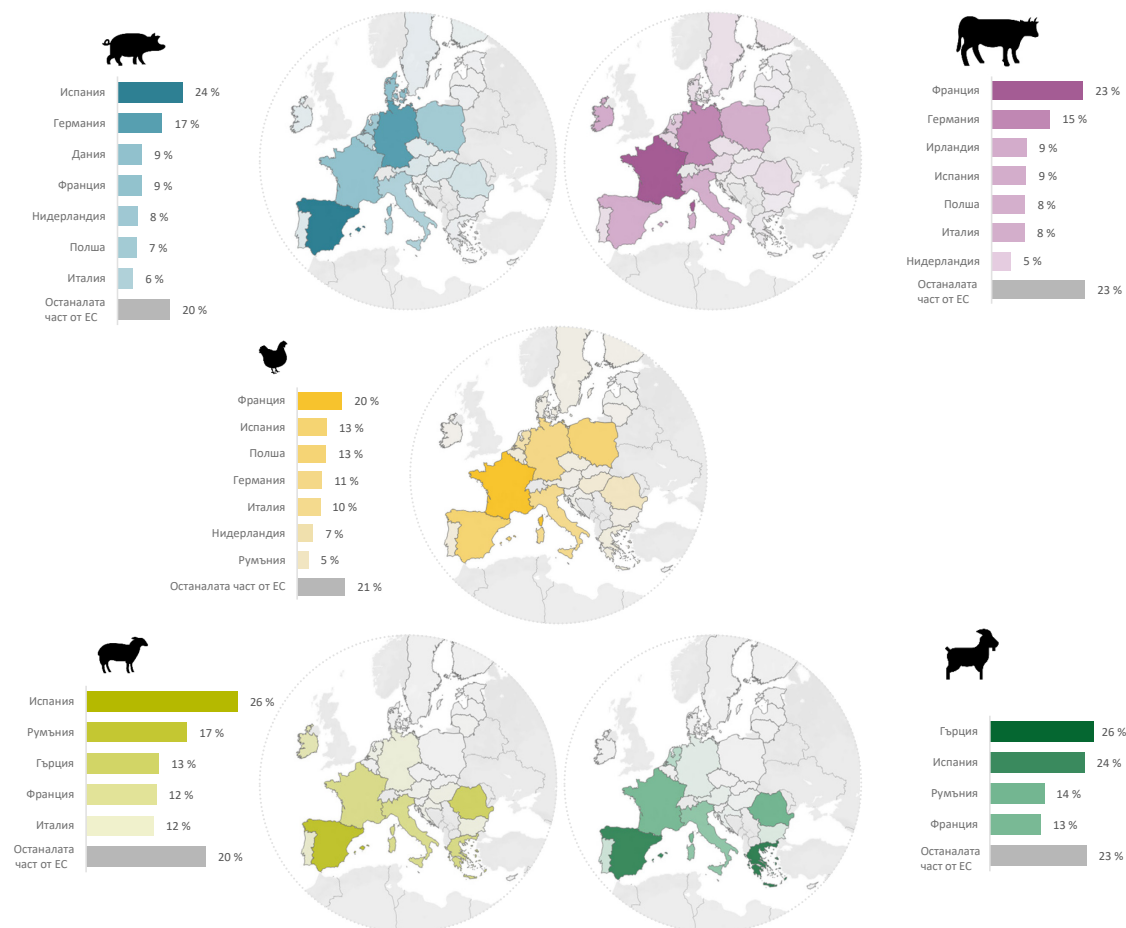 Испания 24 %
Германия 17 %
Дания 9 %
Франция 9 %
Нидерландия 8 %
Полша 7 %
Италия 6 %
Останалата
част от ЕС 20 %
Франция 23 %
Германия 15 %
Ирландия 9 %
Испания 9 %
Полша 8 %
Италия 8 %
Нидерландия 5 %
Останалата
част от ЕС 23 %
Франция 20 %
Испания 13 %
Полша 13 %
Германия 11 %
Италия 10 %
Нидерландия 7 %
Румъния 5 %
Останалата част от ЕС 21 %
Испания 26 %
Румъния 17 %
Гърция 13 %
Франция 12 %
Италия 12 %
Останалата
част от ЕС 20 %
Гърция 26 %
Испания 24 %
Румъния 14 %
Франция 13 %
Останалата
част от ЕС 23 %